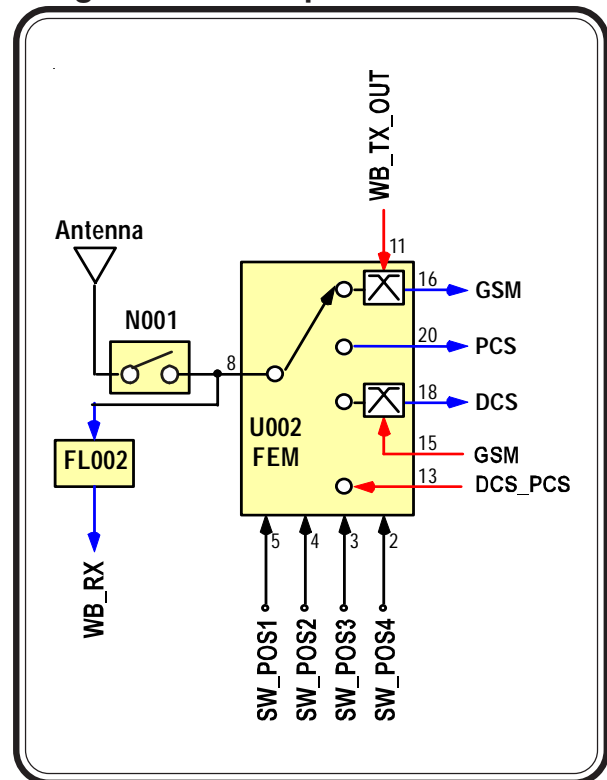 WB_TX_OUT
Antenna
11
16
GSM
N001
20
PCS
8
18
DCS
U002
FEM
15
GSM
FL002
13
DCS_PCS
5
4
3
2
WB_RX
SW_POS1
SW_POS2
SW_POS3
SW_POS4